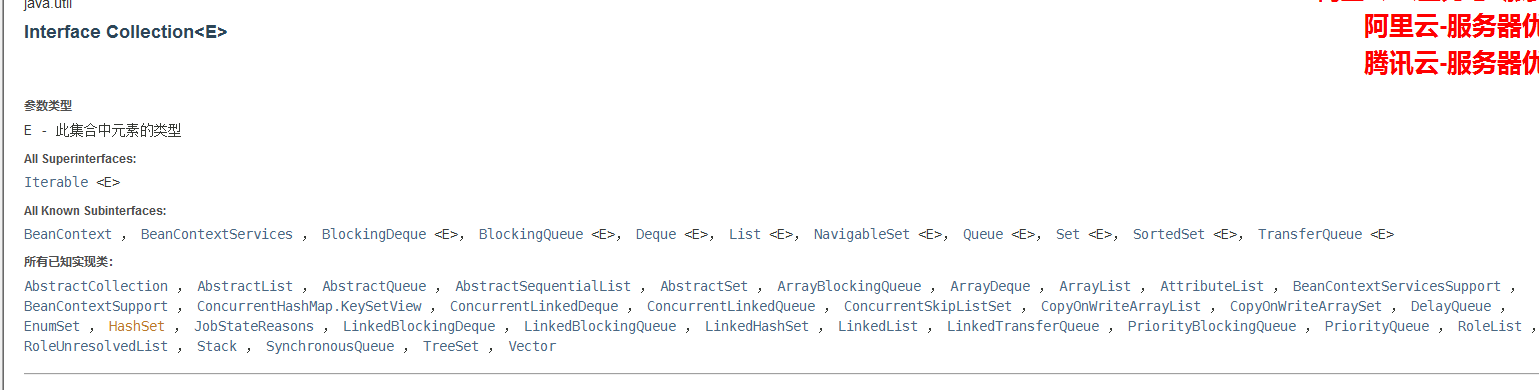 java.util
Interface Collection<E>
阿里云-服务器优
腾讯云-服务器优
参数类型
E - 此集合中元素的类型
All Superinterfaces:
Iterable <E>
All Known Subinterfaces:
BeanContext ， BeanContextServices ， BlockingDeque <E>， BlockingQueue <E>， Deque <E>， List <E>， NavigableSet <E>， Queue <E>， Set <E>， SortedSet <E>， TransferQueue <E>
所有已知实现类：
AbstractCollection ， AbstractList ， AbstractQueue ， AbstractSequentialList ， AbstractSet ， ArrayBlockingQueue ， ArrayDeque ， ArrayList ， AttributeList ， BeanContextServicesSupport ，
BeanContextSupport ， ConcurrentHashMap.KeySetView ， ConcurrentLinkedDeque ， ConcurrentLinkedQueue ， ConcurrentSkipListSet ， CopyOnWriteArrayList ， CopyOnWriteArraySet ， DelayQueue ，
EnumSet ， HashSet ， JobStateReasons ， LinkedBlockingDeque ， LinkedBlockingQueue ， LinkedHashSet ， LinkedList ， LinkedTransferQueue ， PriorityBlockingQueue ， PriorityQueue ， RoleList ，
RoleUnresolvedList ， Stack ， SynchronousQueue ， TreeSet ， Vector